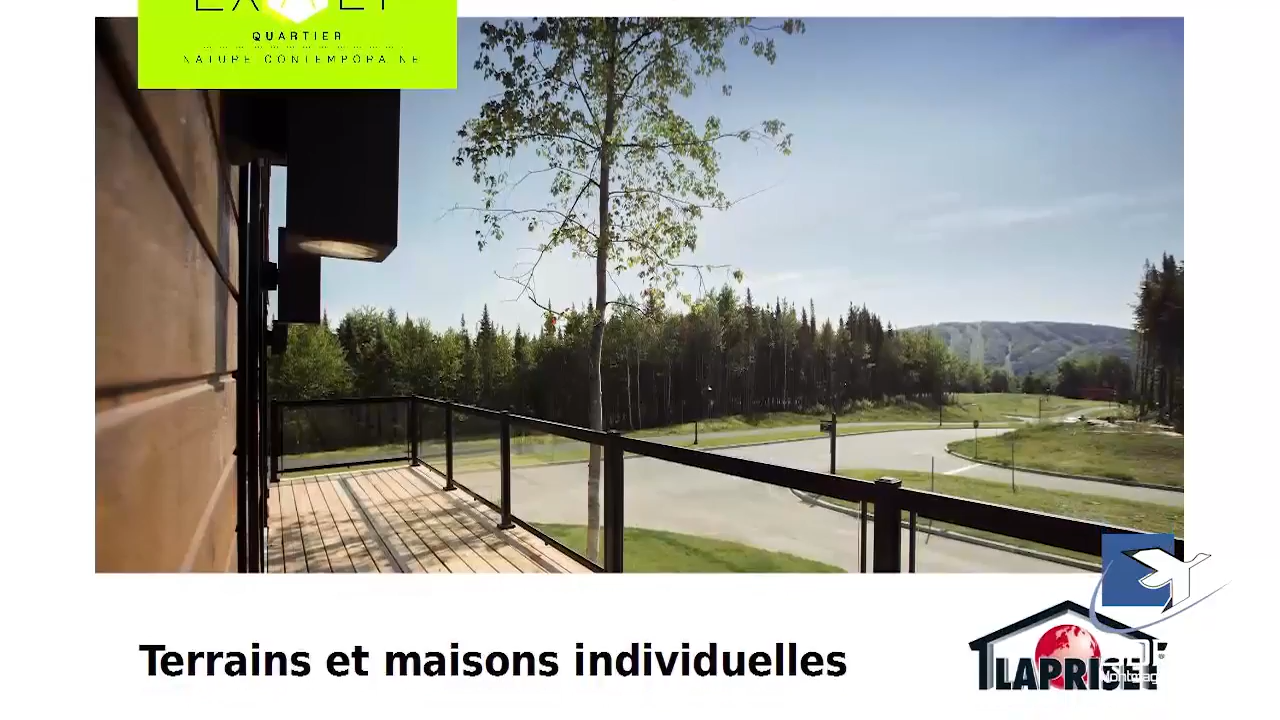 QUARTIER
NATURE CONTEMPORAINE
Terrains et maisons individuelles
LAPRISE